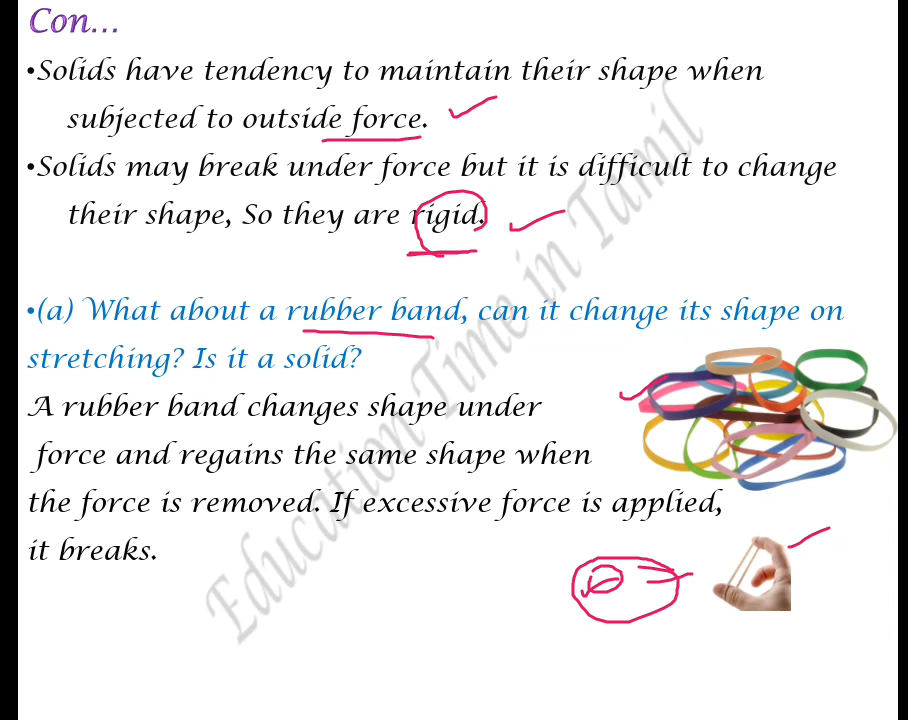 Con...
•Solids have tendency to maintain their shape when
subjected to outside force.
•Solids may break under force but it is difficult to change
their shape, So they are rigid.
•(a) What about a rubber band, can it change its shape on
stretching? Is it a solid?
A rubber band changes shape under
force and regains the same shape when
the force is removed. If excessive force is applied,
it breaks.
Education Time in Tamil